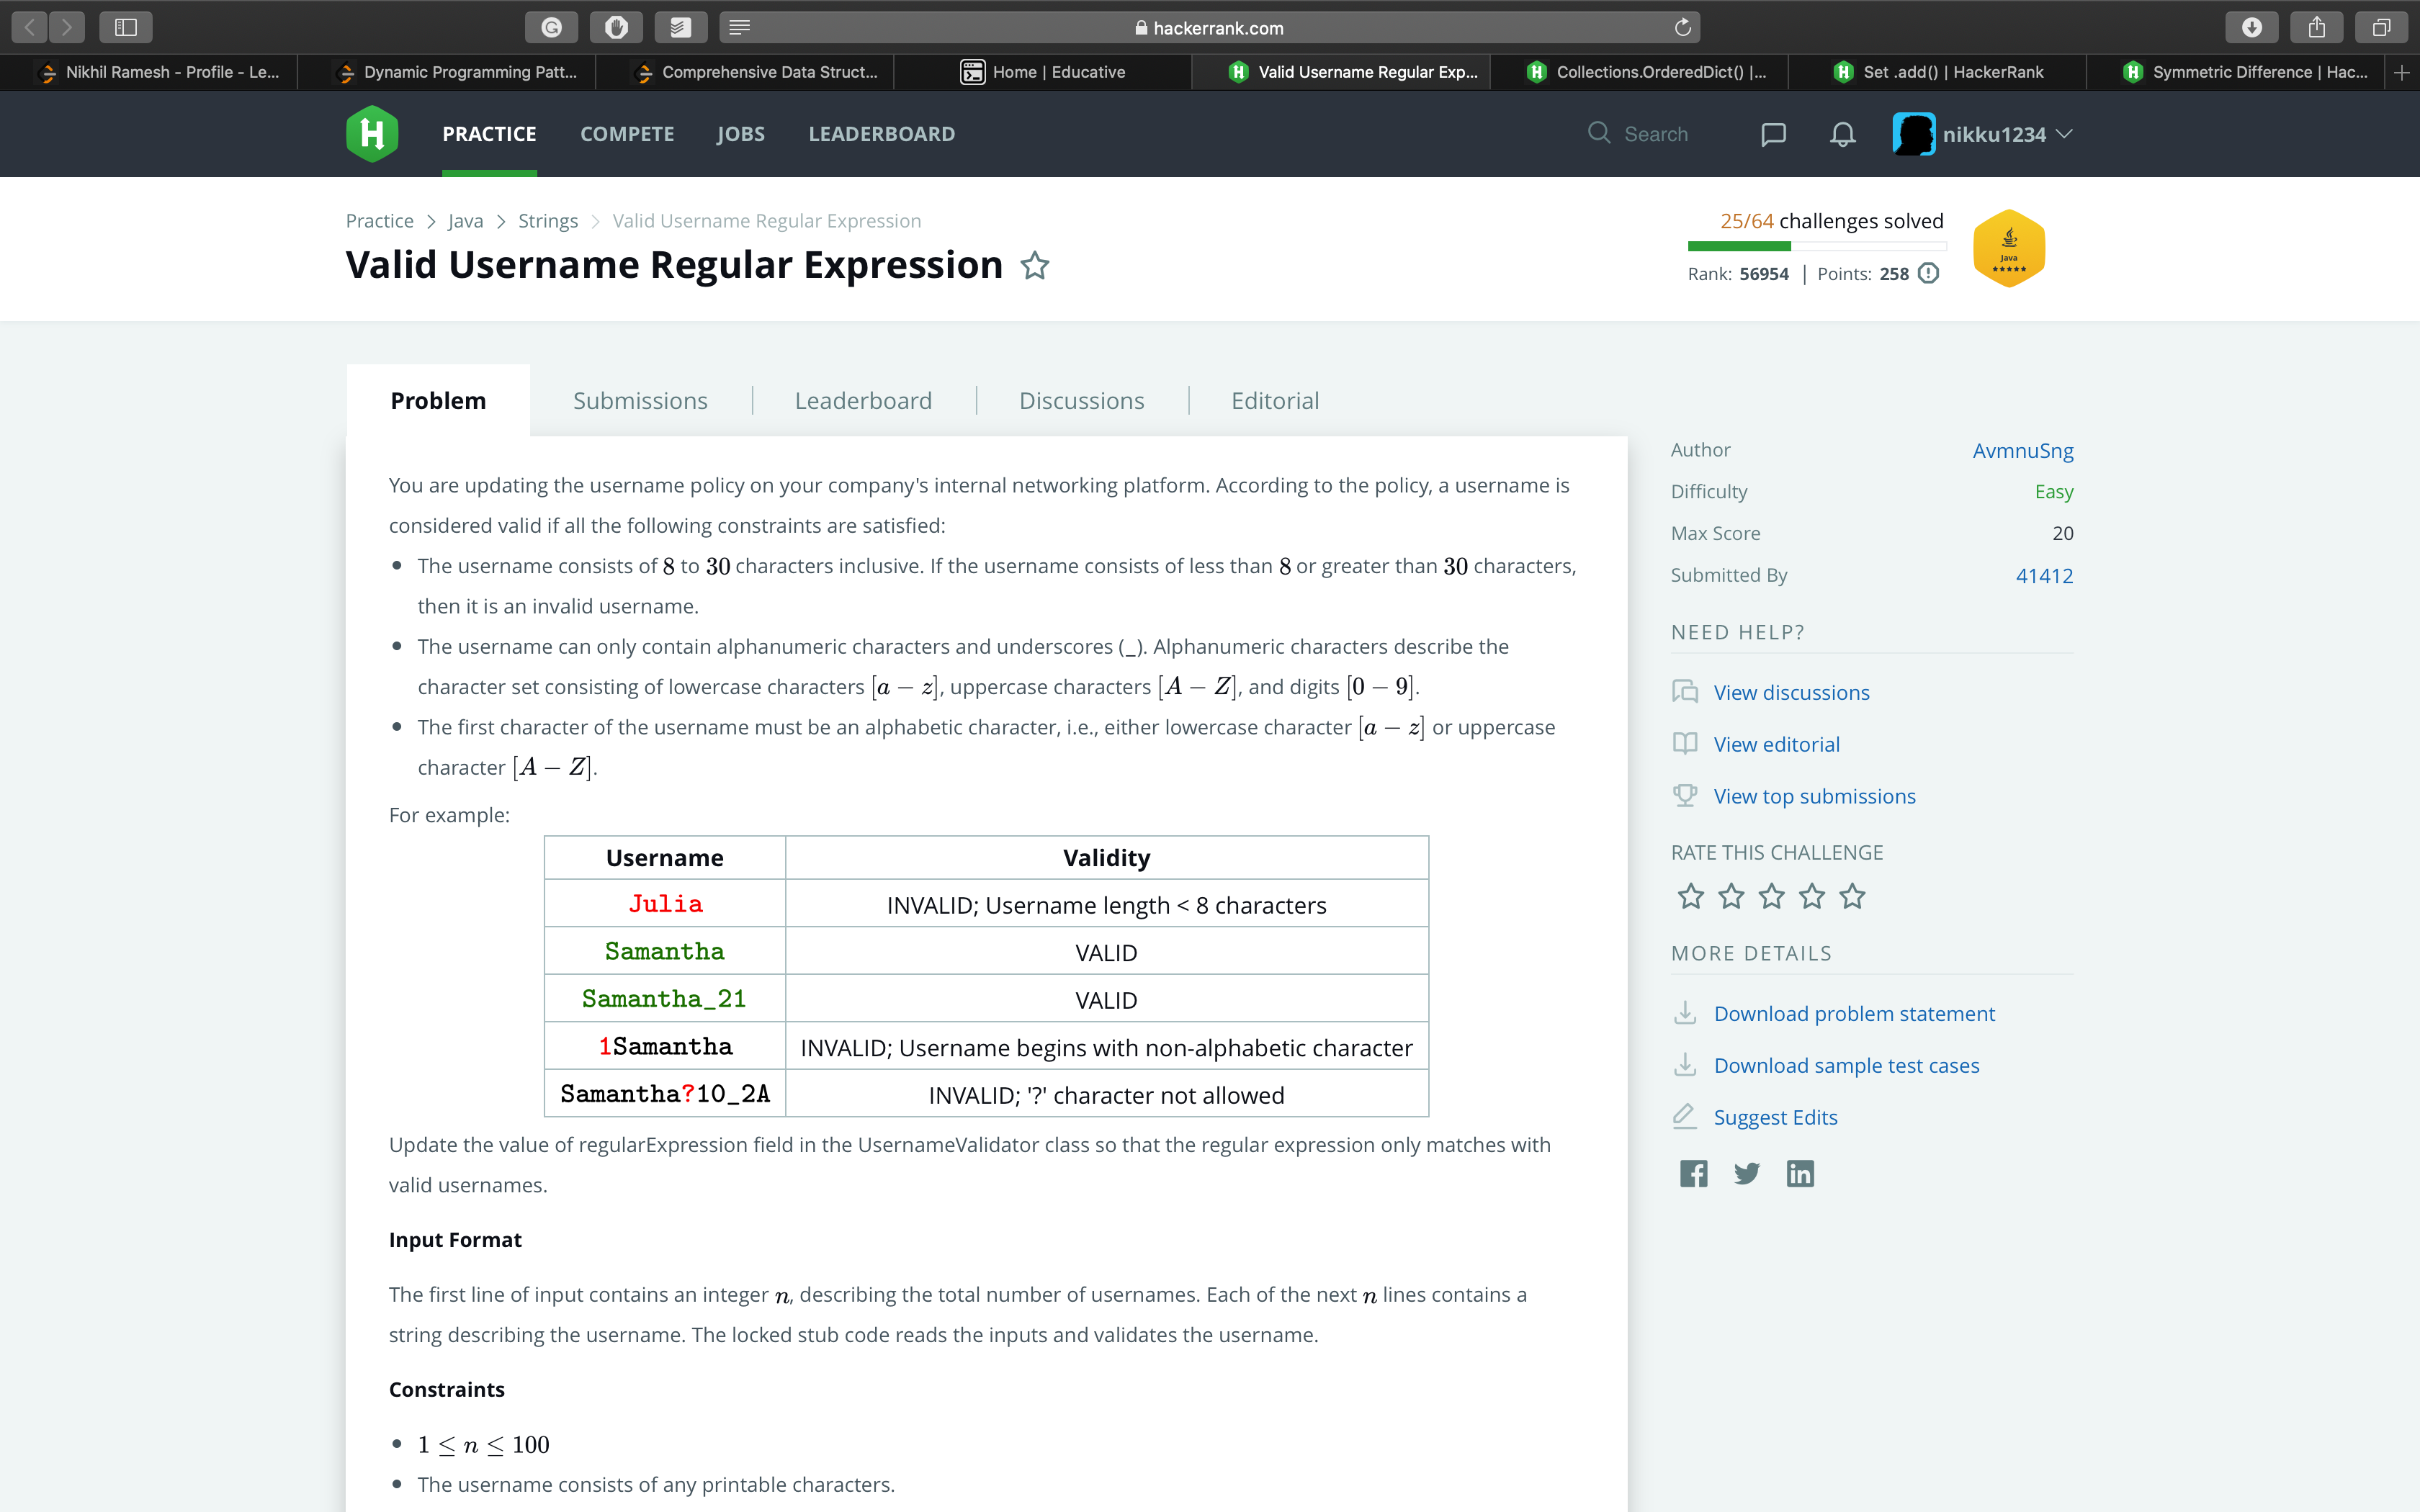 hackerrank.com
Nikhil Ramesh - Profile - Le...
Dynamic Programming Patt...
Comprehensive Data Struct...
Home | Educative
Valid Username Regular Exp...
Collections.OrderedDict() |...
Set .add() | HackerRank
Symmetric Difference | Hac...
PRACTICE
COMPETE
JOBS
LEADERBOARD
Search
nikku1234
Practice > Java > Strings > Valid Username Regular Expression
Valid Username Regular Expression
25/64 challenges solved
Rank: 56954 | Points: 258
Java
Problem
Submissions
Leaderboard
Discussions
Editorial
You are updating the username policy on your company's internal networking platform. According to the policy, a username is
considered valid if all the following constraints are satisfied:
• The username consists of 8 to 30 characters inclusive. If the username consists of less than 8 or greater than 30 characters,
then it is an invalid username.
• The username can only contain alphanumeric characters and underscores (_). Alphanumeric characters describe the
character set consisting of lowercase characters [a − z], uppercase characters [A − Z], and digits [0 − 9].
• The first character of the username must be an alphabetic character, i.e., either lowercase character [a − z] or uppercase
character [A − Z].
For example:
Username Validity
Julia INVALID; Username length < 8 characters
Samantha VALID
Samantha_21 VALID
1Samantha INVALID; Username begins with non-alphabetic character
Samantha?10_2A INVALID; '?' character not allowed
Update the value of regularExpression field in the UsernameValidator class so that the regular expression only matches with
valid usernames.
Input Format
The first line of input contains an integer n, describing the total number of usernames. Each of the next n lines contains a
string describing the username. The locked stub code reads the inputs and validates the username.
Constraints
• 1 ≤ n ≤ 100
• The username consists of any printable characters.
Author AvmnuSng
Difficulty Easy
Max Score 20
Submitted By 41412
NEED HELP?
View discussions
View editorial
View top submissions
RATE THIS CHALLENGE
MORE DETAILS
Download problem statement
Download sample test cases
Suggest Edits